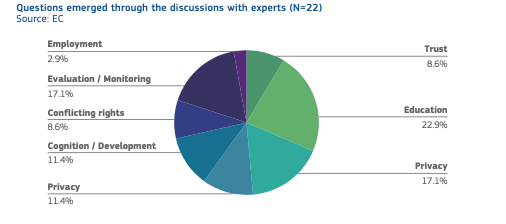 Questions emerged through the discussions with experts (N=22)
Source: EC
Employment
2.9%
Evaluation / Monitoring
17.1%
Conflicting rights
8.6%
Cognition / Development
11.4%
Privacy
11.4%
Trust
8.6%
Education
22.9%
Privacy
17.1%